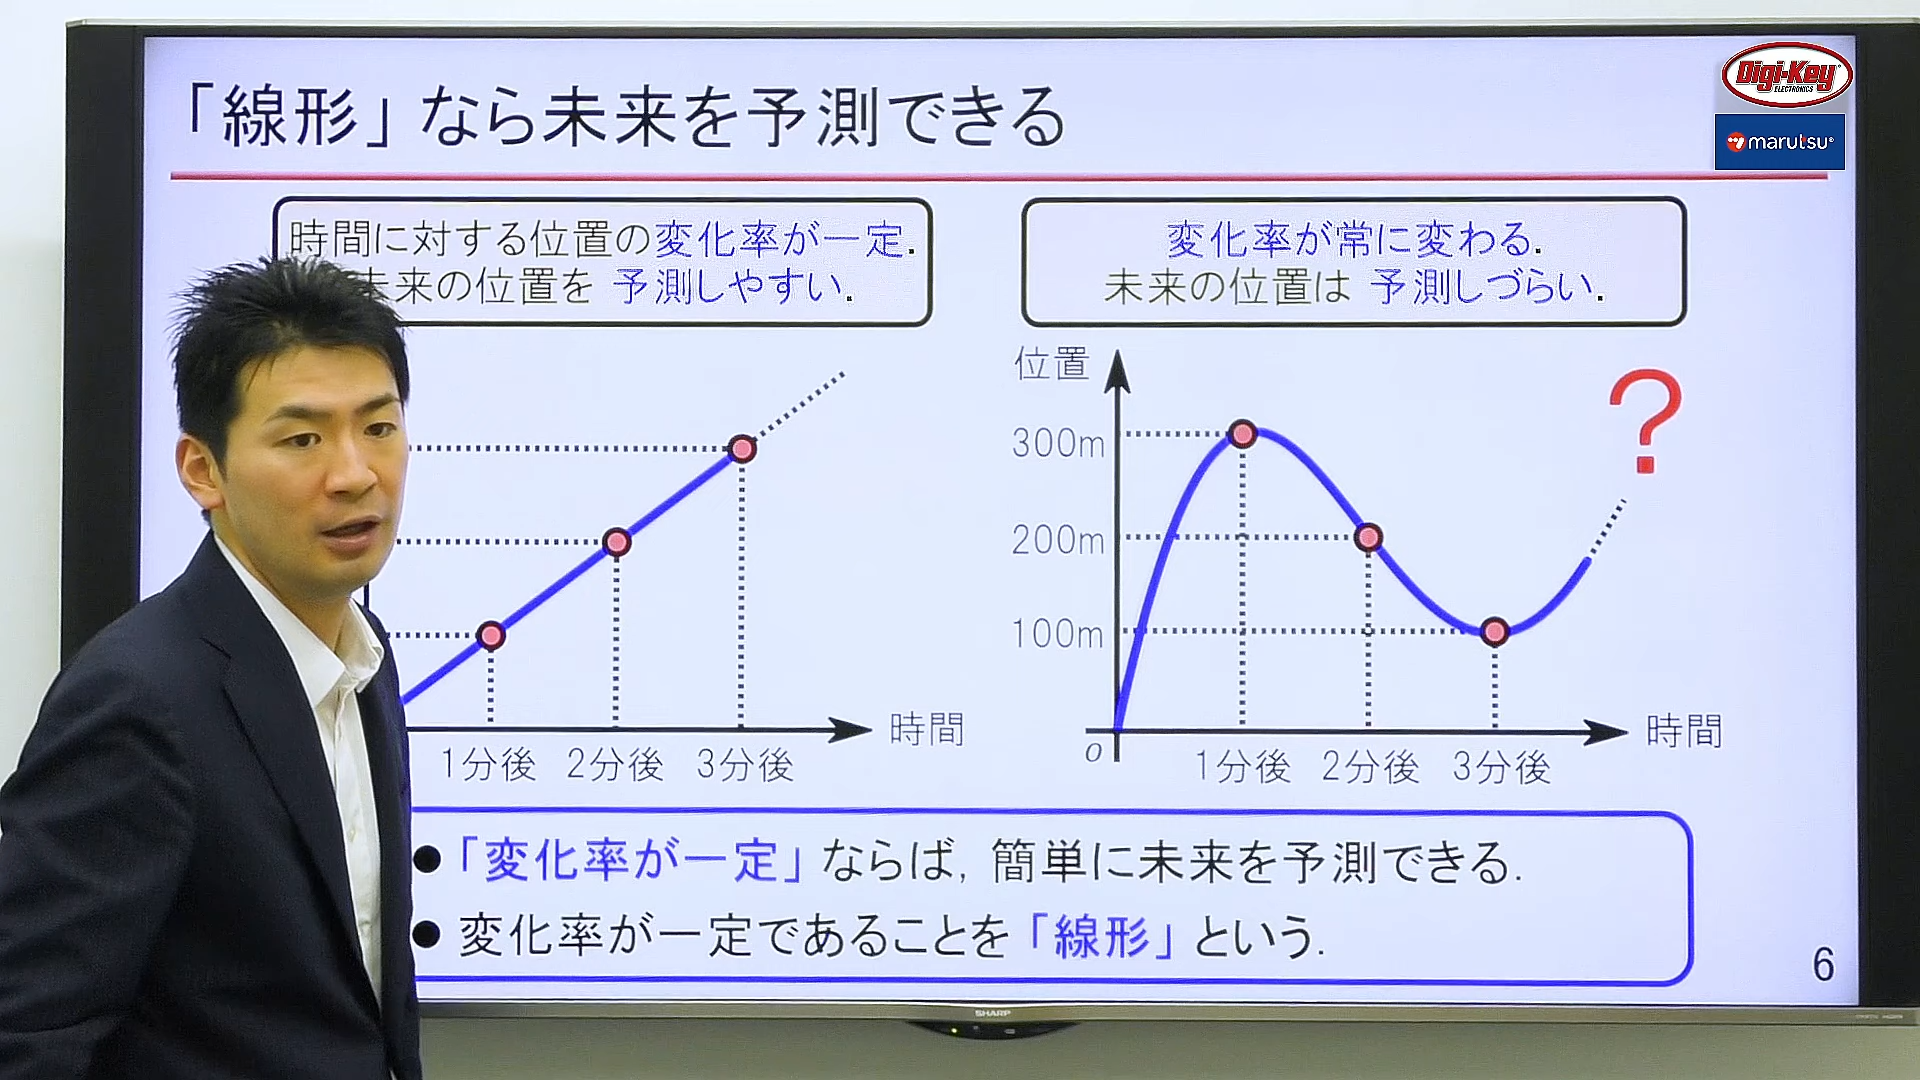 「線形」なら未来を予測できる
Digi-Key
ELECTRONICS
marutsu
時間に対する位置の変化率が一定.
未来の位置を 予測しやすい.
変化率が常に変わる.
未来の位置は 予測しづらい.
1分後 2分後 3分後
時間
位置
300m
200m
100m
0
1分後 2分後 3分後
時間
?
●「変化率が一定」ならば, 簡単に未来を予測できる.
● 変化率が一定であることを「線形」という.
6
SHARP